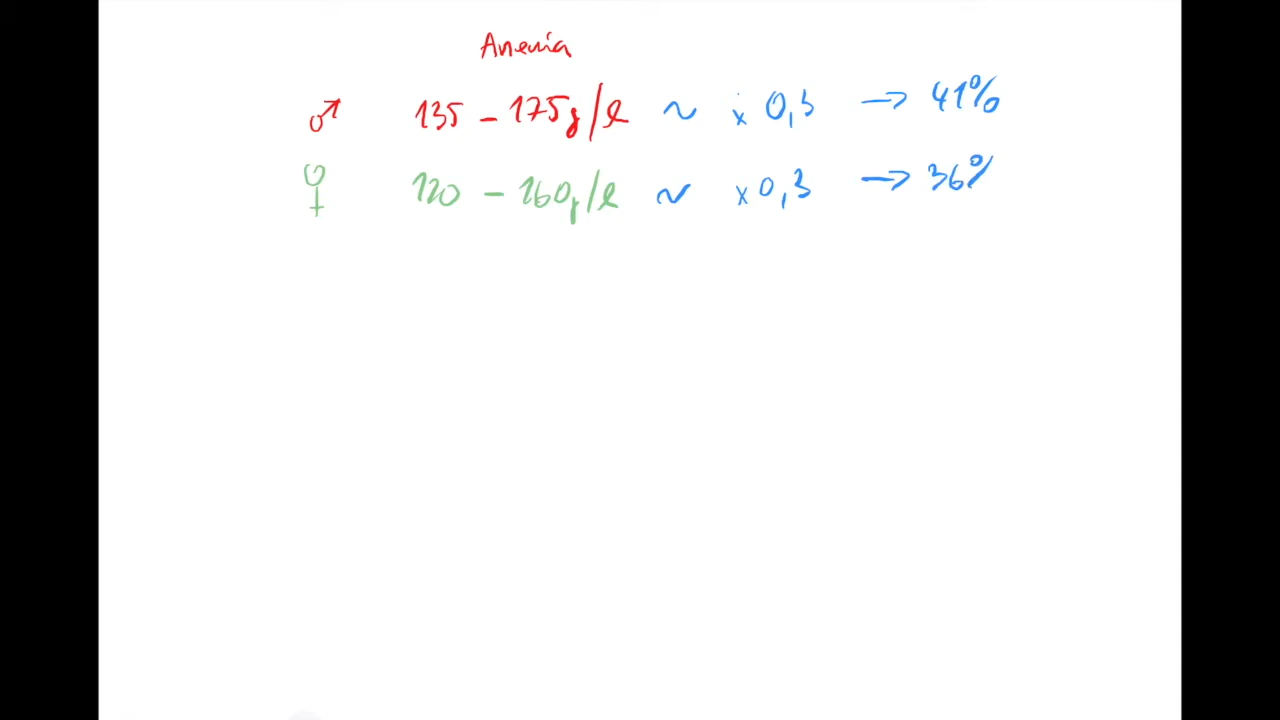 Anemia
♂ 135 – 175g/l ~ x 0,3 → 41%
♀ 120 – 160g/l ~ x 0,3 → 36%